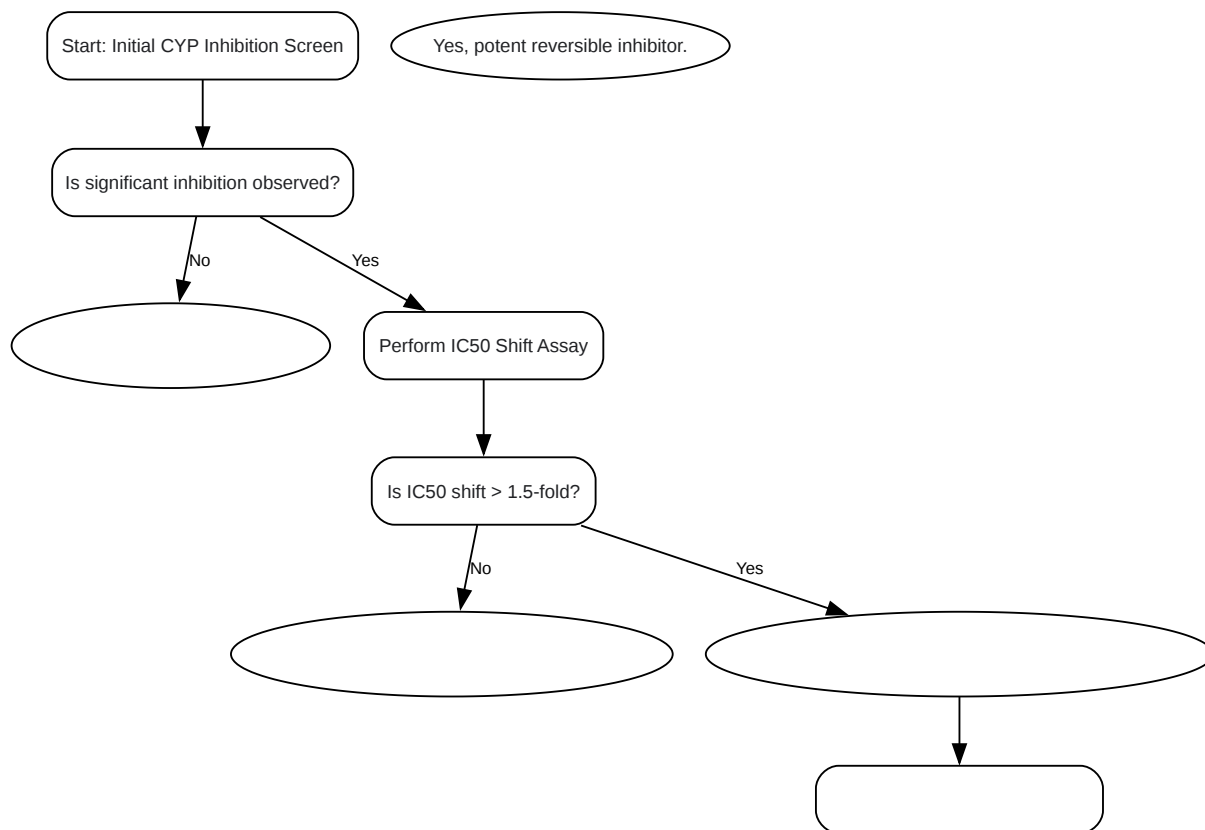 Start: Initial CYP Inhibition Screen
Yes, potent reversible inhibitor.
Is significant inhibition observed?
No
Yes
Perform IC50 Shift Assay
Is IC50 shift > 1.5-fold?
No
Yes